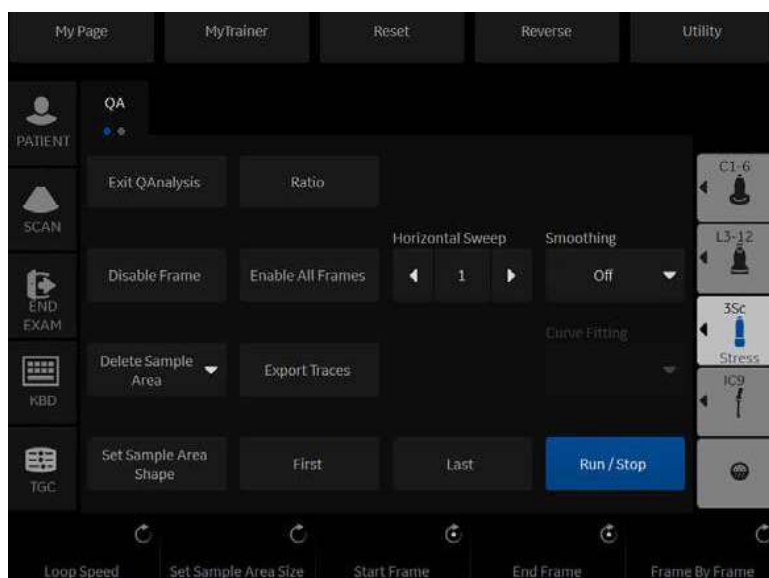 My Page
MyTrainer
Reset
Reverse
Utility
QA
PATIENT
Exit QAnalysis
Ratio
C1-6
SCAN
Horizontal Sweep
Smoothing
L3-12
Disable Frame
Enable All Frames
1
Off
END
EXAM
3Sc
Curve Fitting
Stress
Delete Sample
Area
Export Traces
IC9
KBD
Set Sample Area
Shape
First
Last
Run / Stop
TGC
Loop Speed
Set Sample Area Size
Start Frame
End Frame
Frame By Frame